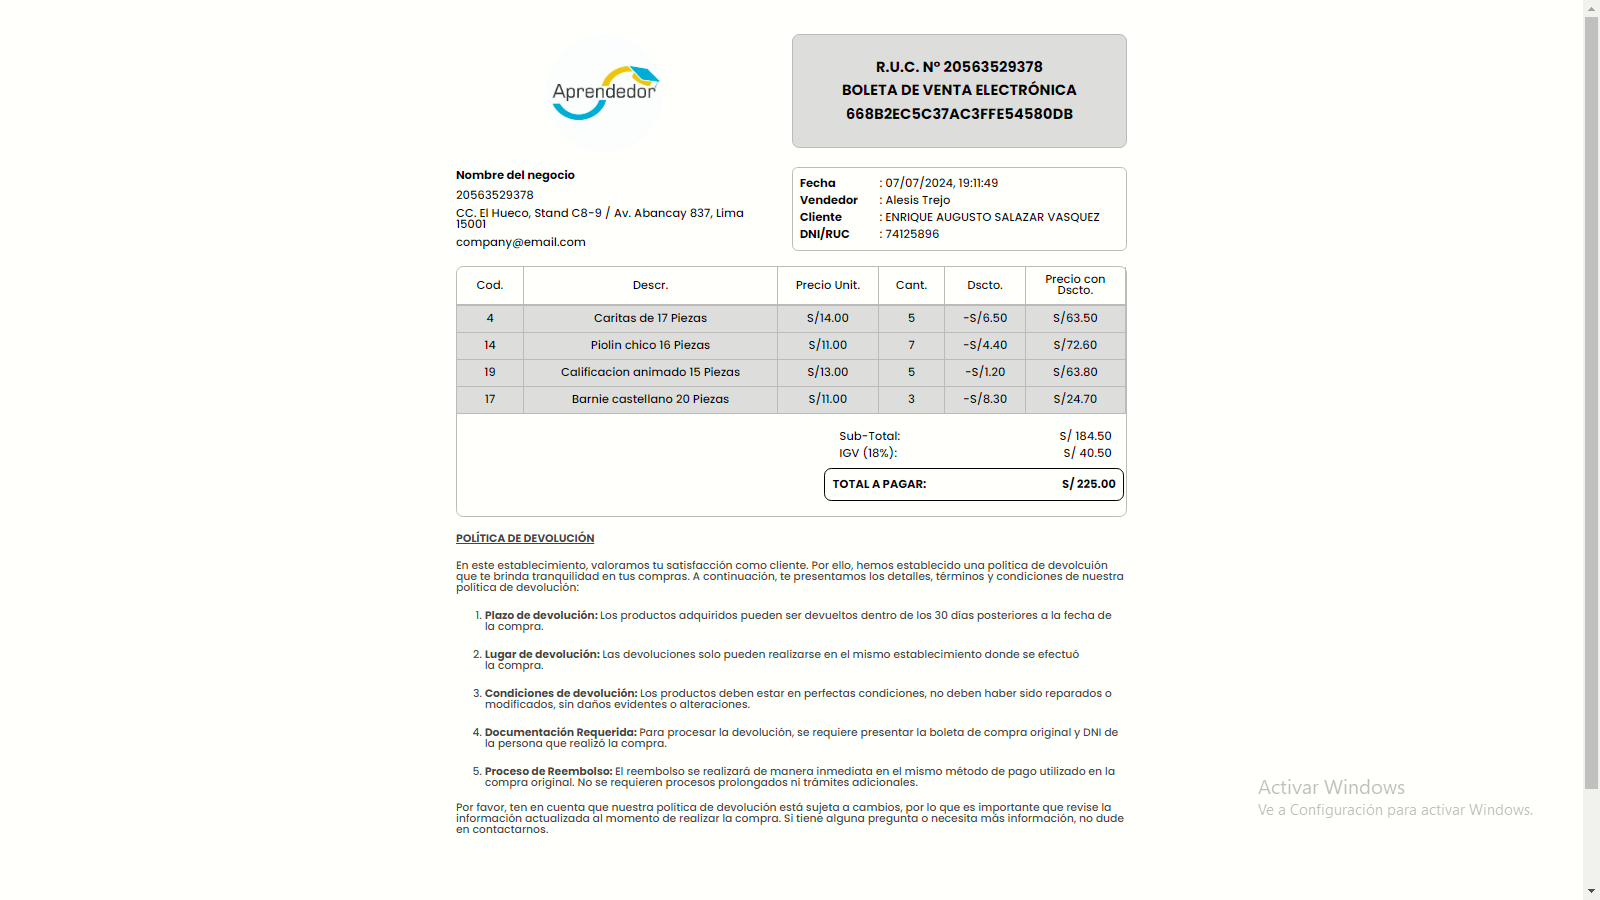 Aprendedor
R.U.C. Nº 20563529378
BOLETA DE VENTA ELECTRÓNICA
668B2EC5C37AC3FFE54580DB
Nombre del negocio
20563529378
CC. El Hueco, Stand C8-9 / Av. Abancay 837, Lima
15001
company@email.com
Fecha : 07/07/2024, 19:11:49
Vendedor : Alesis Trejo
Cliente : ENRIQUE AUGUSTO SALAZAR VASQUEZ
DNI/RUC : 74125896
Cod. Descr. Precio Unit. Cant. Dscto. Precio con
Dscto.
4 Caritas de 17 Piezas S/14.00 5 -S/6.50 S/63.50
14 Piolin chico 16 Piezas S/11.00 7 -S/4.40 S/72.60
19 Calificacion animado 15 Piezas S/13.00 5 -S/1.20 S/63.80
17 Barnie castellano 20 Piezas S/11.00 3 -S/8.30 S/24.70
Sub-Total: S/ 184.50
IGV (18%): S/ 40.50
TOTAL A PAGAR: S/ 225.00
POLÍTICA DE DEVOLUCIÓN
En este establecimiento, valoramos tu satisfacción como cliente. Por ello, hemos establecido una política de devolcuión
que te brinda tranquilidad en tus compras. A continuación, te presentamos los detalles, términos y condiciones de nuestra
política de devolución:
1. Plazo de devolución: Los productos adquiridos pueden ser devueltos dentro de los 30 días posteriores a la fecha de
la compra.
2. Lugar de devolución: Las devoluciones solo pueden realizarse en el mismo establecimiento donde se efectuó
la compra.
3. Condiciones de devolución: Los productos deben estar en perfectas condiciones, no deben haber sido reparados o
modificados, sin daños evidentes o alteraciones.
4. Documentación Requerida: Para procesar la devolución, se requiere presentar la boleta de compra original y DNI de
la persona que realizó la compra.
5. Proceso de Reembolso: El reembolso se realizará de manera inmediata en el mismo método de pago utilizado en la
compra original. No se requieren procesos prolongados ni trámites adicionales.
Por favor, ten en cuenta que nuestra política de devolución está sujeta a cambios, por lo que es importante que revise la
información actualizada al momento de realizar la compra. Si tiene alguna pregunta o necesita más información, no dude
en contactarnos.
Activar Windows
Ve a Configuración para activar Windows.